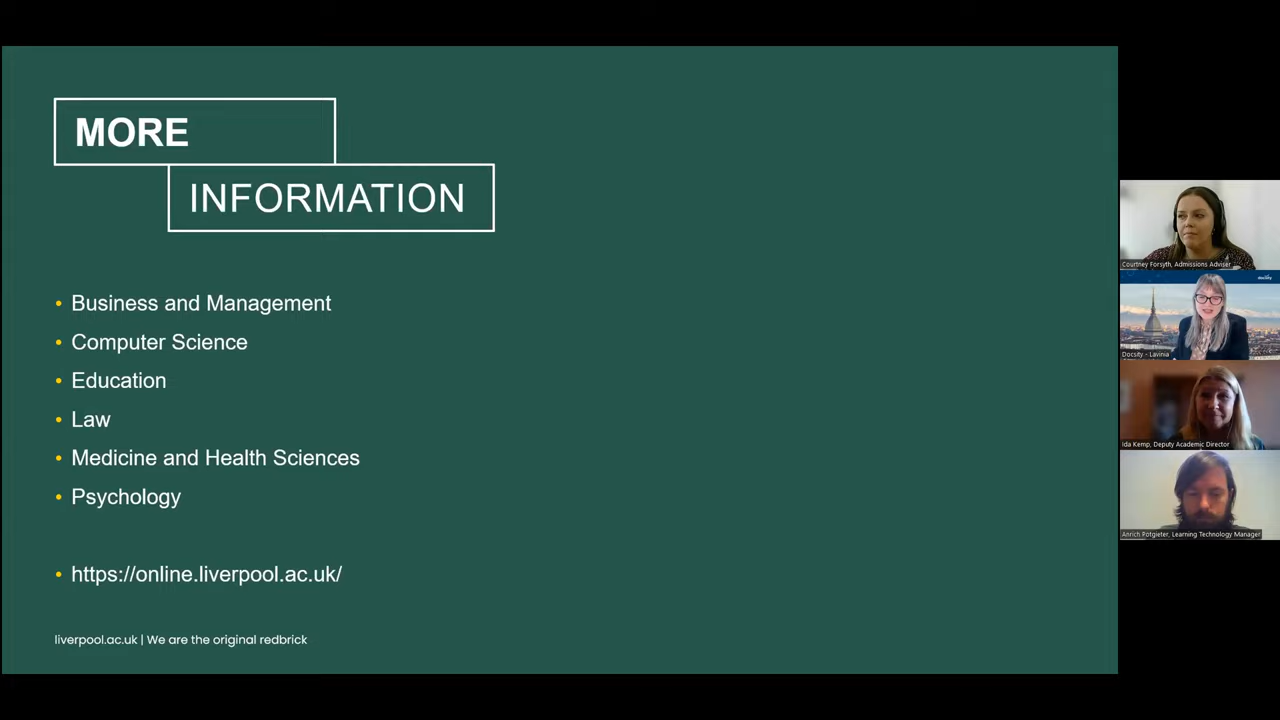 MORE
INFORMATION
• Business and Management
• Computer Science
• Education
• Law
• Medicine and Health Sciences
• Psychology
• https://online.liverpool.ac.uk/
liverpool.ac.uk | We are the original redbrick
Courtney Forsyth, Admissions Adviser
docsity
Docsity - Lavinia
Ida Kemp, Deputy Academic Director
Anrich Potgieter, Learning Technology Manager